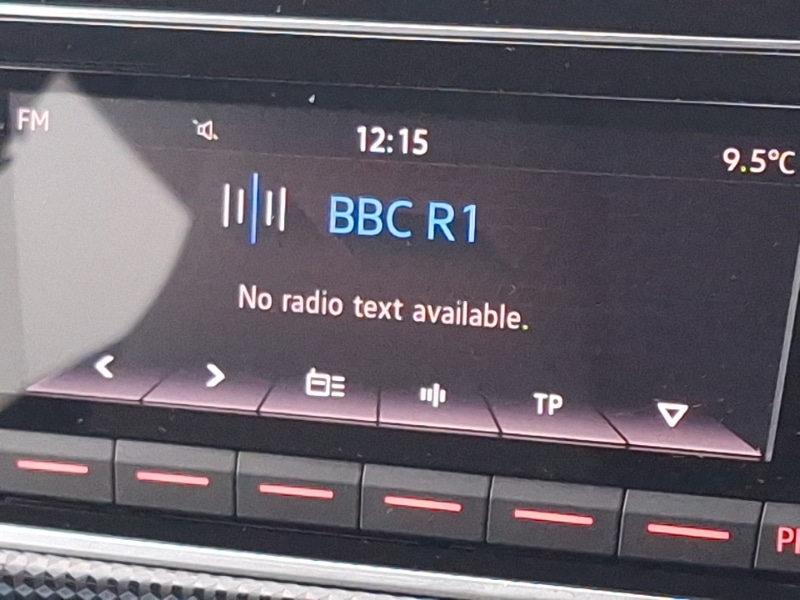 FM 12:15 9.5°C
BBC R1
No radio text available.
TP